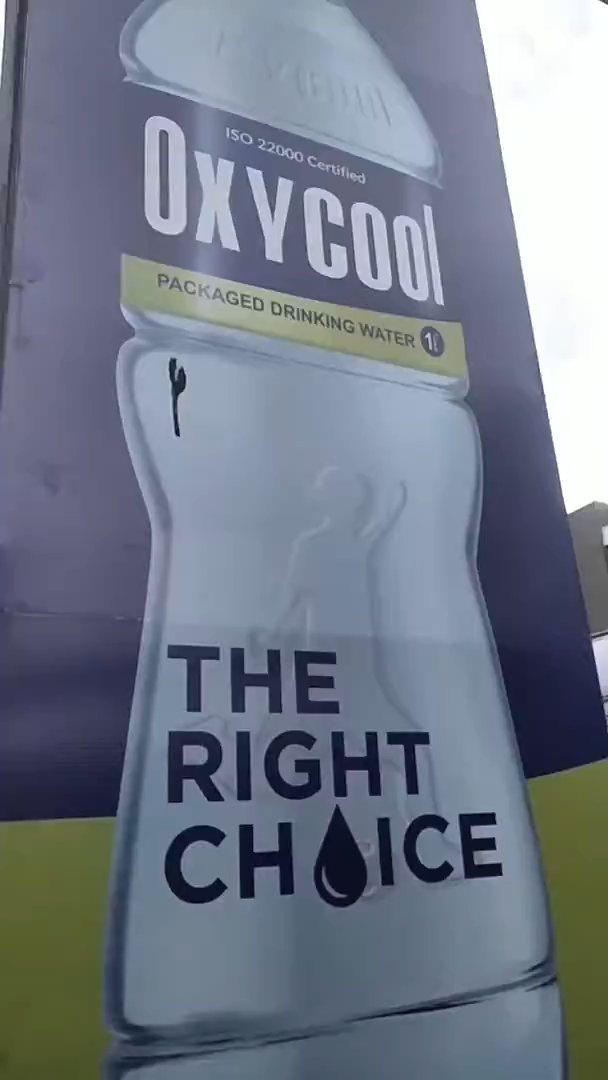 ISO 22000 Certified
OXYCOOl
PACKAGED DRINKING WATER 1l
THE
RIGHT
CHOICE